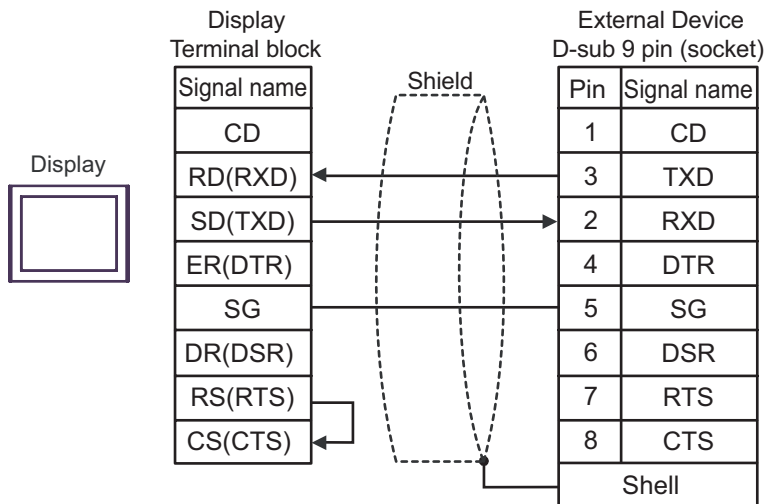 Display
Terminal block
External Device
D-sub 9 pin (socket)
Signal name
Shield
Pin Signal name
CD
1 CD
Display
RD(RXD)
3 TXD
SD(TXD)
2 RXD
ER(DTR)
4 DTR
SG
5 SG
DR(DSR)
6 DSR
RS(RTS)
7 RTS
CS(CTS)
8 CTS
Shell